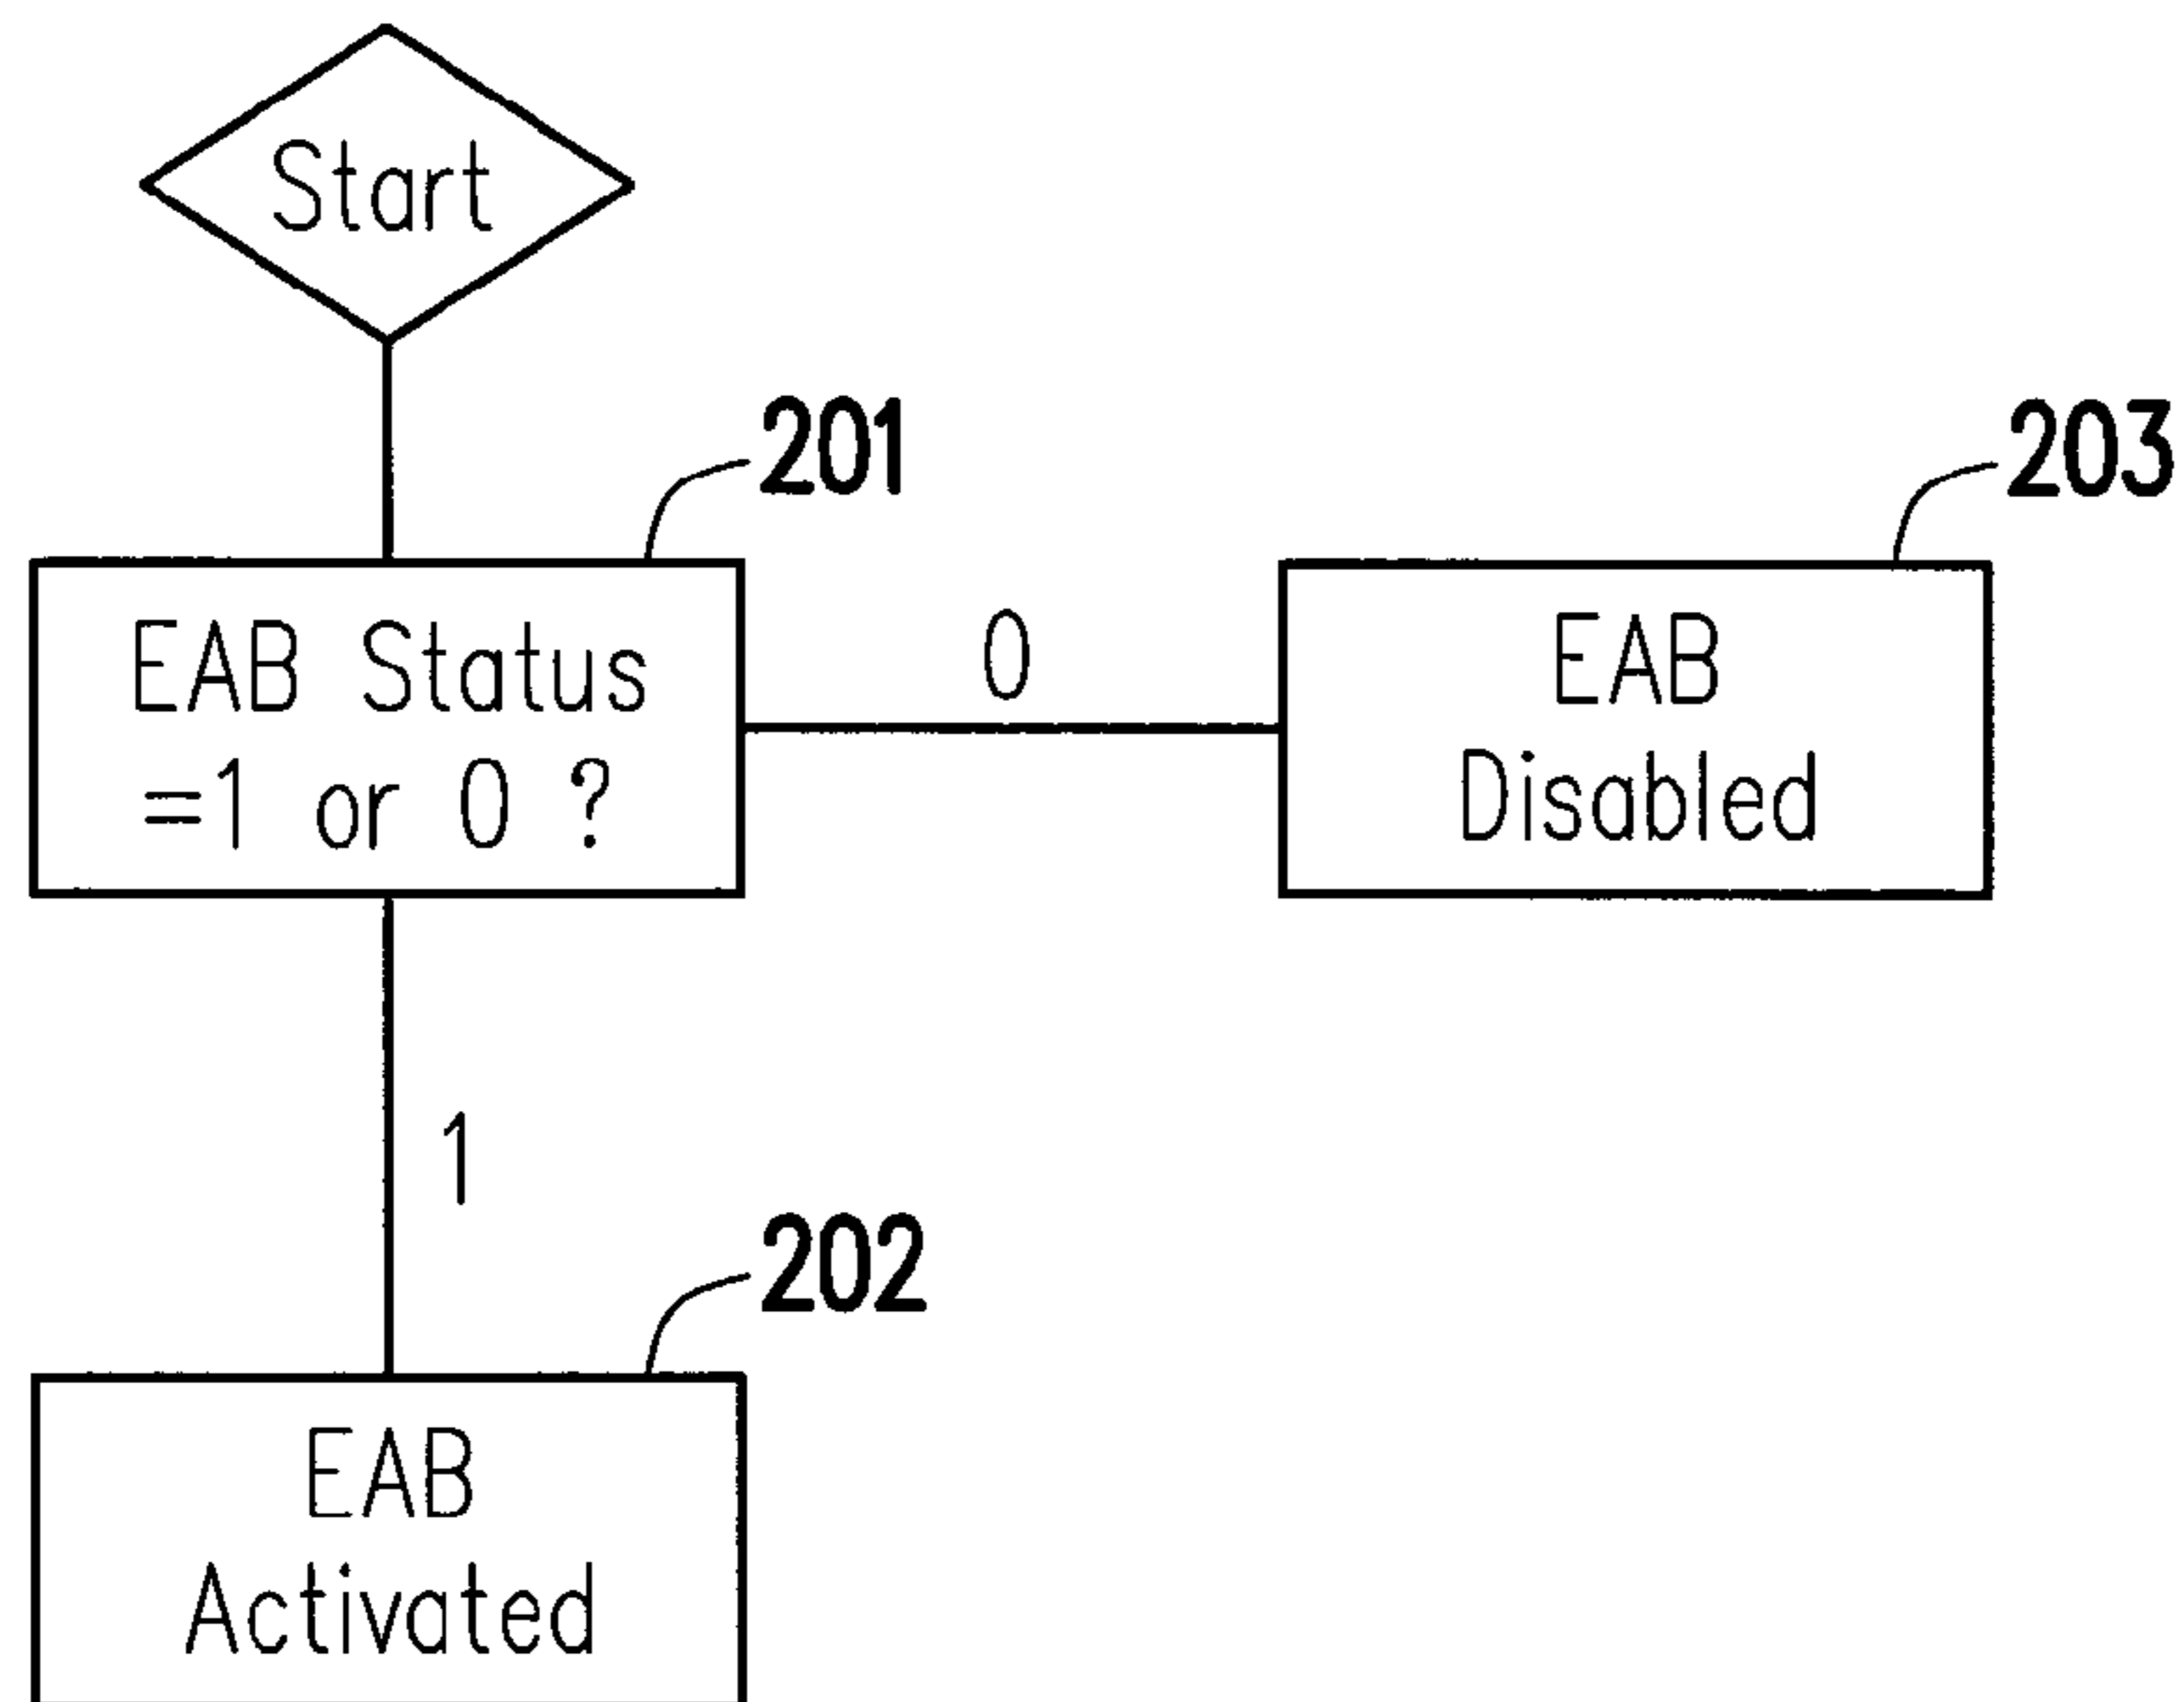 Start
201
203
EAB Status
=1 or 0 ?
0
EAB
Disabled
1
202
EAB
Activated